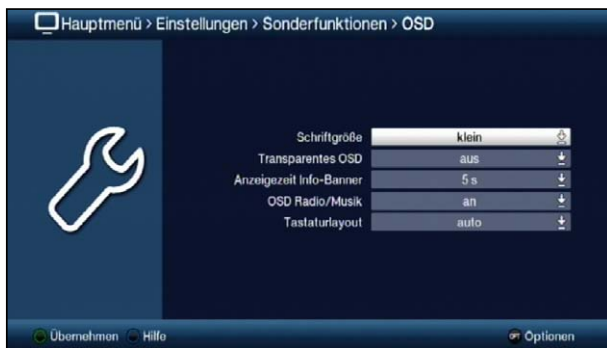 Hauptmenü > Einstellungen > Sonderfunktionen > OSD
Schriftgröße klein
Transparentes OSD aus
Anzeigezeit Info-Banner 5 s
OSD Radio/Musik an
Tastaturlayout auto
Übernehmen Hilfe OPT Optionen